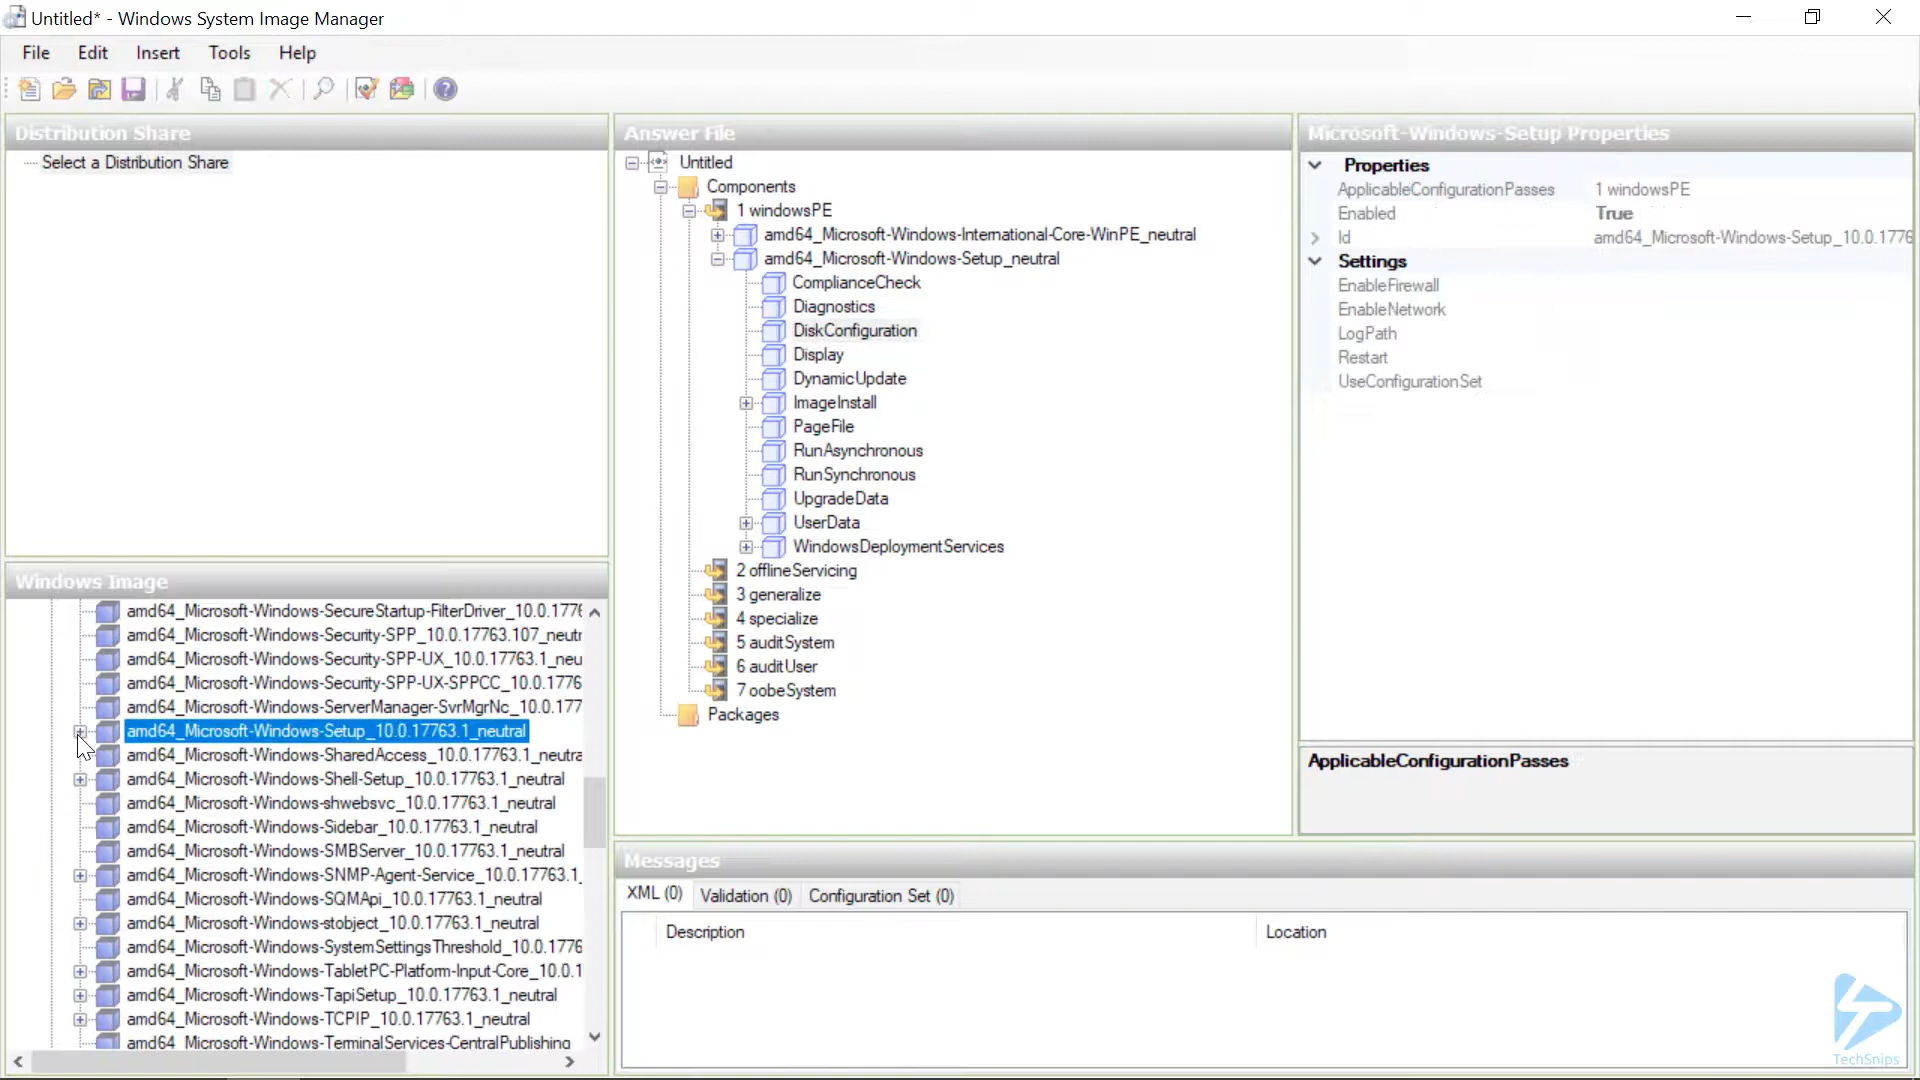 Untitled* - Windows System Image Manager
File Edit Insert Tools Help
Distribution Share
Select a Distribution Share
Windows Image
amd64_Microsoft-Windows-SecureStartup-FilterDriver_10.0.1776
amd64_Microsoft-Windows-Security-SPP_10.0.17763.107_neutr
amd64_Microsoft-Windows-Security-SPP-UX_10.0.17763.1_neu
amd64_Microsoft-Windows-Security-SPP-UX-SPPCC_10.0.1776
amd64_Microsoft-Windows-ServerManager-SvrMgrNc_10.0.177
amd64_Microsoft-Windows-Setup_10.0.17763.1_neutral
amd64_Microsoft-Windows-SharedAccess_10.0.17763.1_neutra
amd64_Microsoft-Windows-Shell-Setup_10.0.17763.1_neutral
amd64_Microsoft-Windows-shwebsvc_10.0.17763.1_neutral
amd64_Microsoft-Windows-Sidebar_10.0.17763.1_neutral
amd64_Microsoft-Windows-SMBServer_10.0.17763.1_neutral
amd64_Microsoft-Windows-SNMP-Agent-Service_10.0.17763.1_
amd64_Microsoft-Windows-SQMApi_10.0.17763.1_neutral
amd64_Microsoft-Windows-stobject_10.0.17763.1_neutral
amd64_Microsoft-Windows-SystemSettingsThreshold_10.0.1776
amd64_Microsoft-Windows-TabletPC-Platform-Input-Core_10.0.1
amd64_Microsoft-Windows-TapiSetup_10.0.17763.1_neutral
amd64_Microsoft-Windows-TCPIP_10.0.17763.1_neutral
amd64_Microsoft-Windows-TerminalServices-CentralPublishing
Answer File
Untitled
Components
1 windowsPE
amd64_Microsoft-Windows-International-Core-WinPE_neutral
amd64_Microsoft-Windows-Setup_neutral
ComplianceCheck
Diagnostics
DiskConfiguration
Display
DynamicUpdate
ImageInstall
PageFile
RunAsynchronous
RunSynchronous
UpgradeData
UserData
WindowsDeploymentServices
2 offlineServicing
3 generalize
4 specialize
5 auditSystem
6 auditUser
7 oobeSystem
Packages
Microsoft-Windows-Setup Properties
Properties
ApplicableConfigurationPasses 1 windowsPE
Enabled True
Id amd64_Microsoft-Windows-Setup_10.0.1776
Settings
EnableFirewall
EnableNetwork
LogPath
Restart
UseConfigurationSet
ApplicableConfigurationPasses
Messages
XML (0) Validation (0) Configuration Set (0)
Description Location
TechSnips